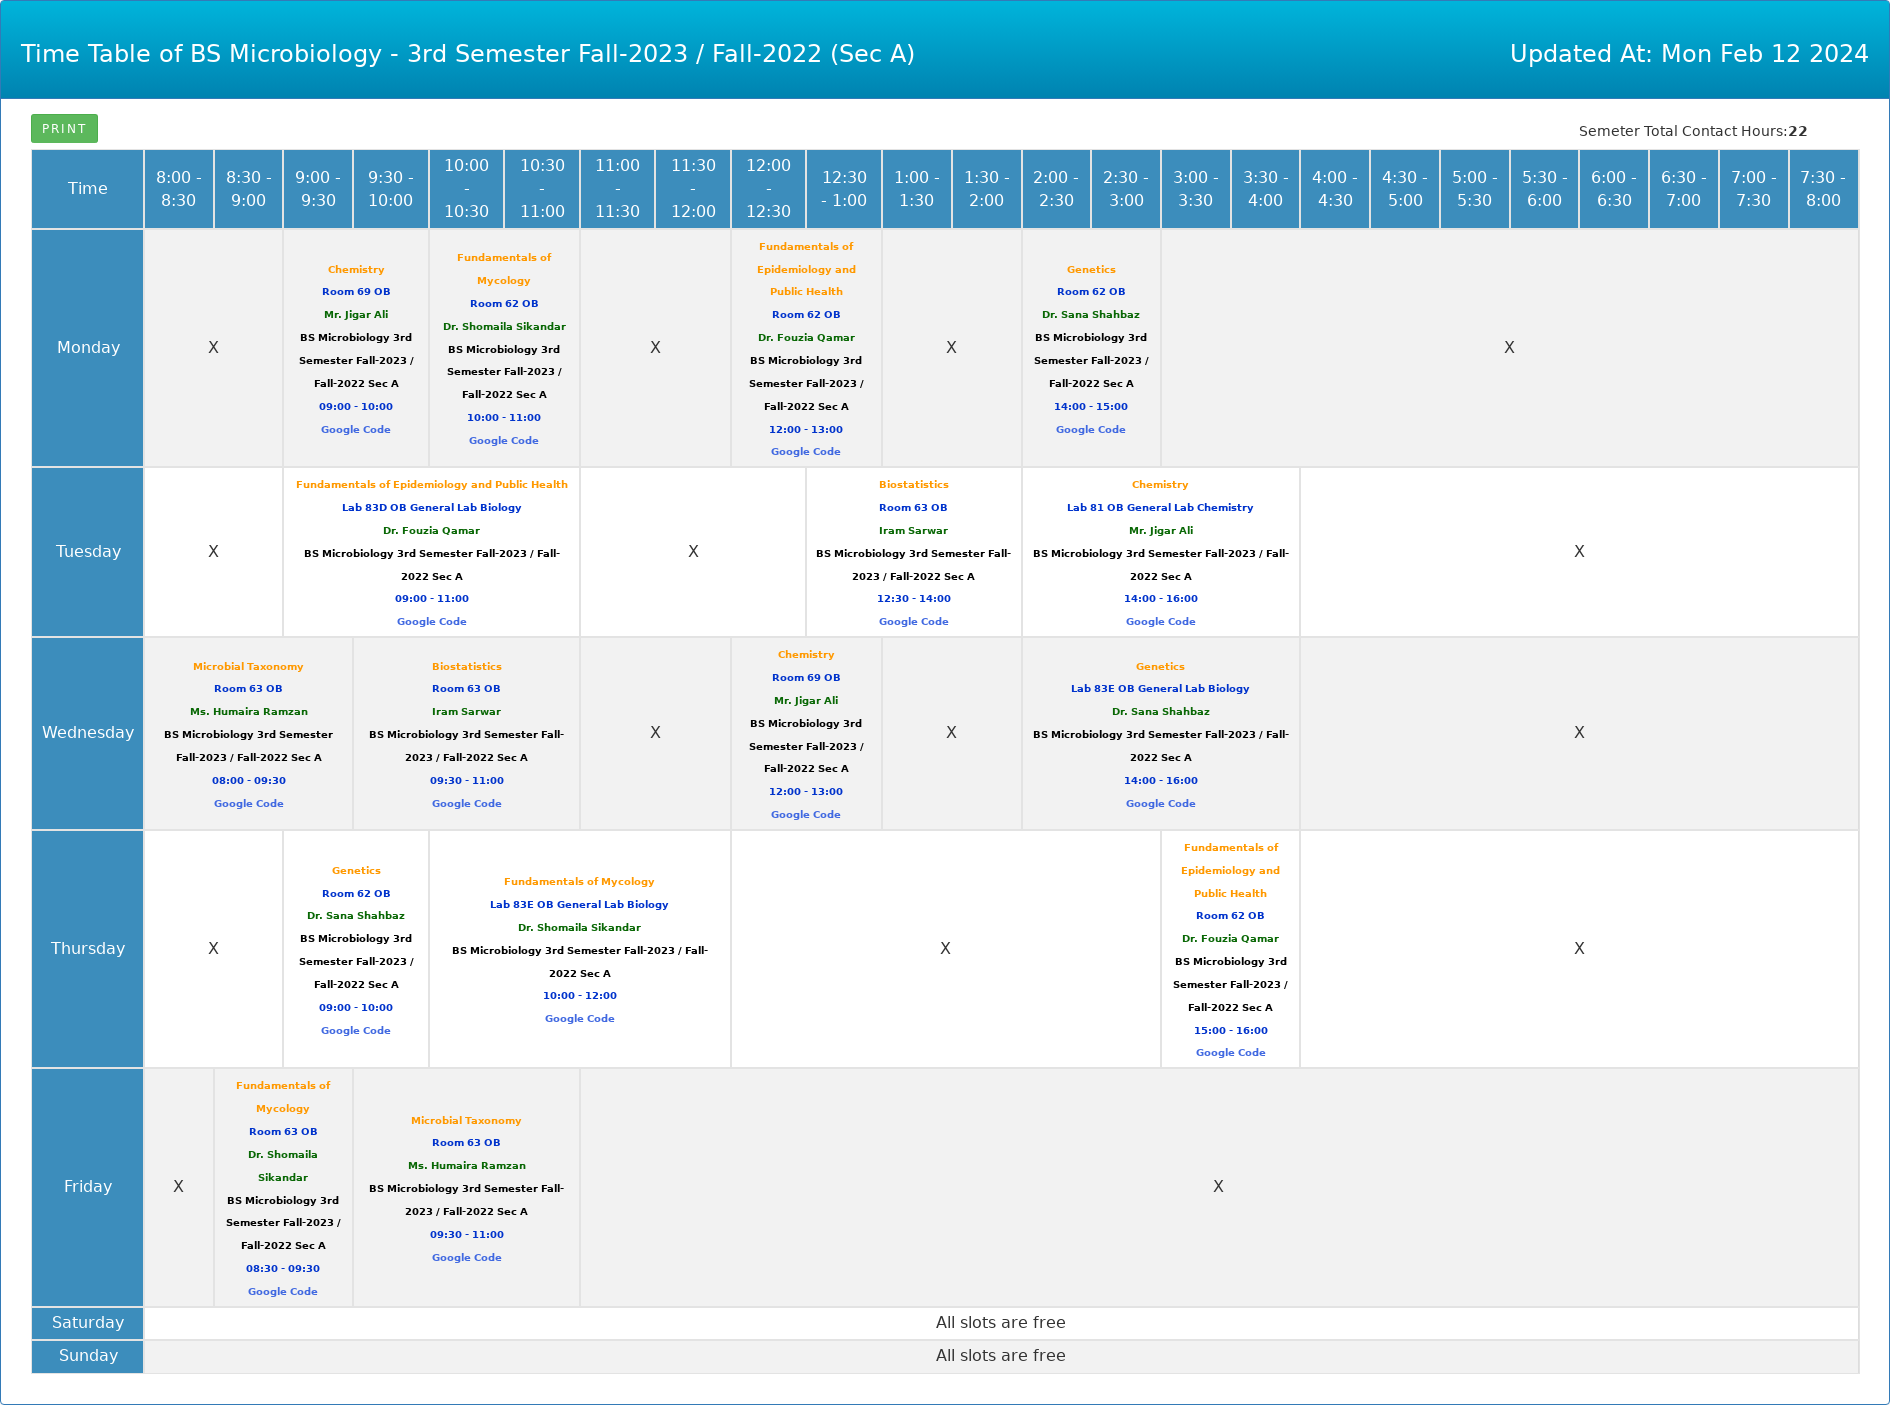 Time Table of BS Microbiology - 3rd Semester Fall-2023 / Fall-2022 (Sec A)
Updated At: Mon Feb 12 2024
PRINT
Semeter Total Contact Hours:22
Time
8:00 -
8:30
8:30 -
9:00
9:00 -
9:30
9:30 -
10:00
10:00
-
10:30
10:30
-
11:00
11:00
-
11:30
11:30
-
12:00
12:00
-
12:30
12:30
- 1:00
1:00 -
1:30
1:30 -
2:00
2:00 -
2:30
2:30 -
3:00
3:00 -
3:30
3:30 -
4:00
4:00 -
4:30
4:30 -
5:00
5:00 -
5:30
5:30 -
6:00
6:00 -
6:30
6:30 -
7:00
7:00 -
7:30
7:30 -
8:00
Monday
X
Chemistry
Room 69 OB
Mr. Jigar Ali
BS Microbiology 3rd
Semester Fall-2023 /
Fall-2022 Sec A
09:00 - 10:00
Google Code
Fundamentals of
Mycology
Room 62 OB
Dr. Shomaila Sikandar
BS Microbiology 3rd
Semester Fall-2023 /
Fall-2022 Sec A
10:00 - 11:00
Google Code
X
Fundamentals of
Epidemiology and
Public Health
Room 62 OB
Dr. Fouzia Qamar
BS Microbiology 3rd
Semester Fall-2023 /
Fall-2022 Sec A
12:00 - 13:00
Google Code
X
Genetics
Room 62 OB
Dr. Sana Shahbaz
BS Microbiology 3rd
Semester Fall-2023 /
Fall-2022 Sec A
14:00 - 15:00
Google Code
X
Tuesday
X
Fundamentals of Epidemiology and Public Health
Lab 83D OB General Lab Biology
Dr. Fouzia Qamar
BS Microbiology 3rd Semester Fall-2023 / Fall-
2022 Sec A
09:00 - 11:00
Google Code
X
Biostatistics
Room 63 OB
Iram Sarwar
BS Microbiology 3rd Semester Fall-
2023 / Fall-2022 Sec A
12:30 - 14:00
Google Code
Chemistry
Lab 81 OB General Lab Chemistry
Mr. Jigar Ali
BS Microbiology 3rd Semester Fall-2023 / Fall-
2022 Sec A
14:00 - 16:00
Google Code
X
Wednesday
Microbial Taxonomy
Room 63 OB
Ms. Humaira Ramzan
BS Microbiology 3rd Semester
Fall-2023 / Fall-2022 Sec A
08:00 - 09:30
Google Code
Biostatistics
Room 63 OB
Iram Sarwar
BS Microbiology 3rd Semester Fall-
2023 / Fall-2022 Sec A
09:30 - 11:00
Google Code
X
Chemistry
Room 69 OB
Mr. Jigar Ali
BS Microbiology 3rd
Semester Fall-2023 /
Fall-2022 Sec A
12:00 - 13:00
Google Code
X
Genetics
Lab 83E OB General Lab Biology
Dr. Sana Shahbaz
BS Microbiology 3rd Semester Fall-2023 / Fall-
2022 Sec A
14:00 - 16:00
Google Code
X
Thursday
X
Genetics
Room 62 OB
Dr. Sana Shahbaz
BS Microbiology 3rd
Semester Fall-2023 /
Fall-2022 Sec A
09:00 - 10:00
Google Code
Fundamentals of Mycology
Lab 83E OB General Lab Biology
Dr. Shomaila Sikandar
BS Microbiology 3rd Semester Fall-2023 / Fall-
2022 Sec A
10:00 - 12:00
Google Code
X
Fundamentals of
Epidemiology and
Public Health
Room 62 OB
Dr. Fouzia Qamar
BS Microbiology 3rd
Semester Fall-2023 /
Fall-2022 Sec A
15:00 - 16:00
Google Code
X
Friday
X
Fundamentals of
Mycology
Room 63 OB
Dr. Shomaila
Sikandar
BS Microbiology 3rd
Semester Fall-2023 /
Fall-2022 Sec A
08:30 - 09:30
Google Code
Microbial Taxonomy
Room 63 OB
Ms. Humaira Ramzan
BS Microbiology 3rd Semester Fall-
2023 / Fall-2022 Sec A
09:30 - 11:00
Google Code
X
Saturday
All slots are free
Sunday
All slots are free